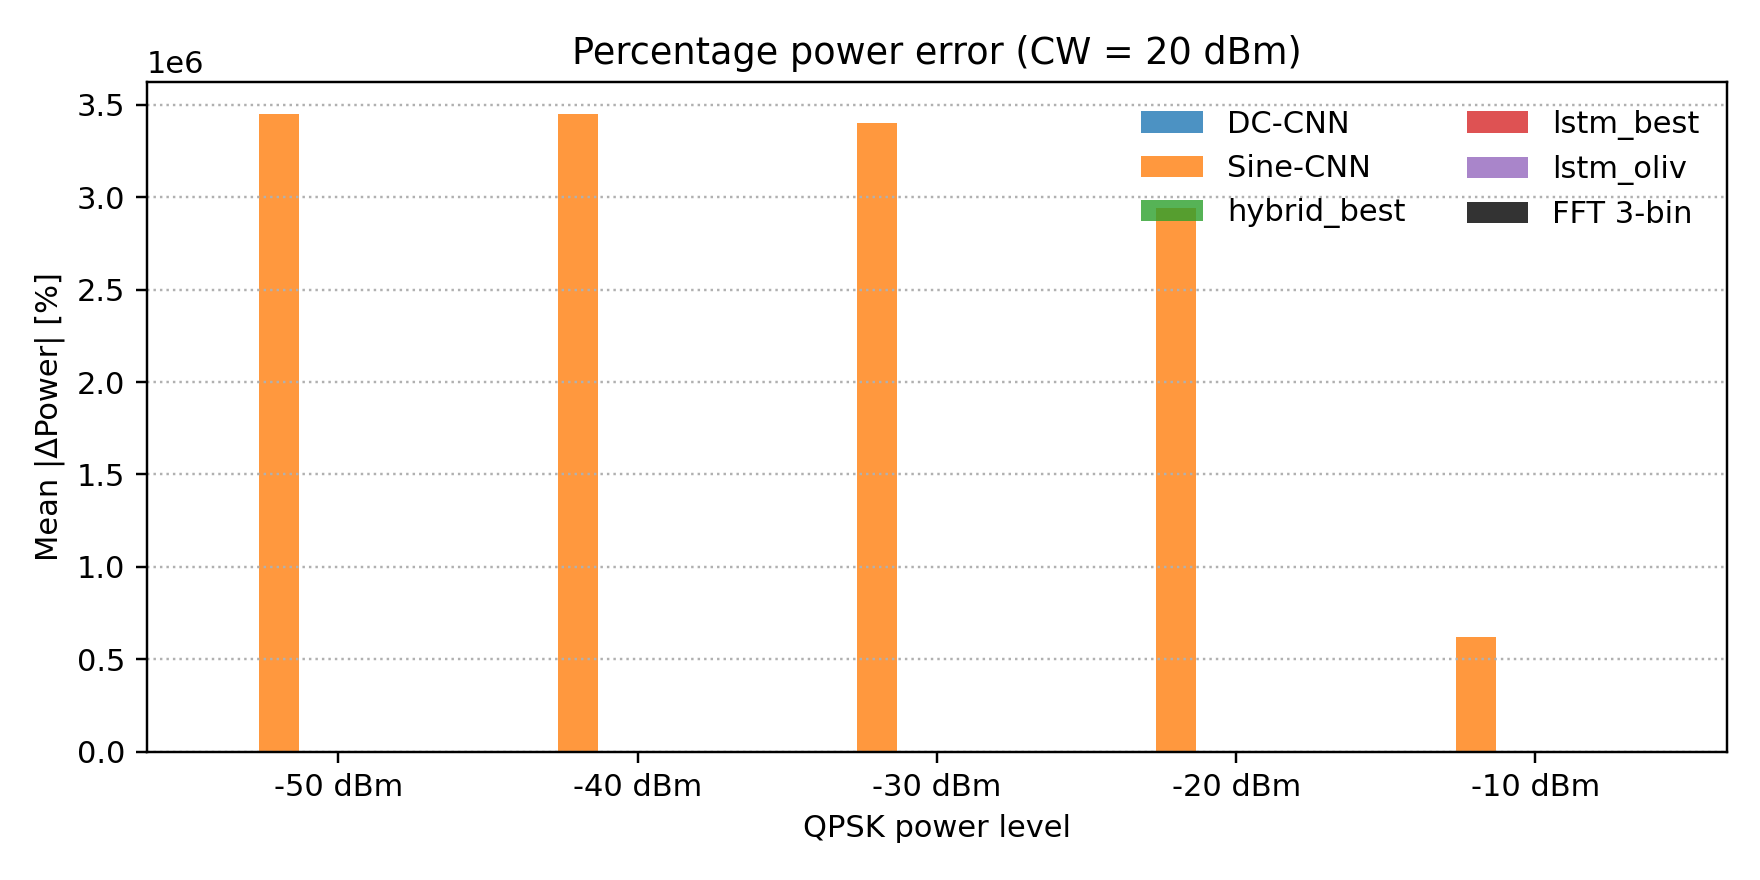 Percentage power error (CW = 20 dBm)
1e6
3.5
3.0
2.5
2.0
1.5
1.0
0.5
0.0
Mean |ΔPower| [%]
DC-CNN
Sine-CNN
hybrid_best
lstm_best
lstm_oliv
FFT 3-bin
-50 dBm
-40 dBm
-30 dBm
-20 dBm
-10 dBm
QPSK power level